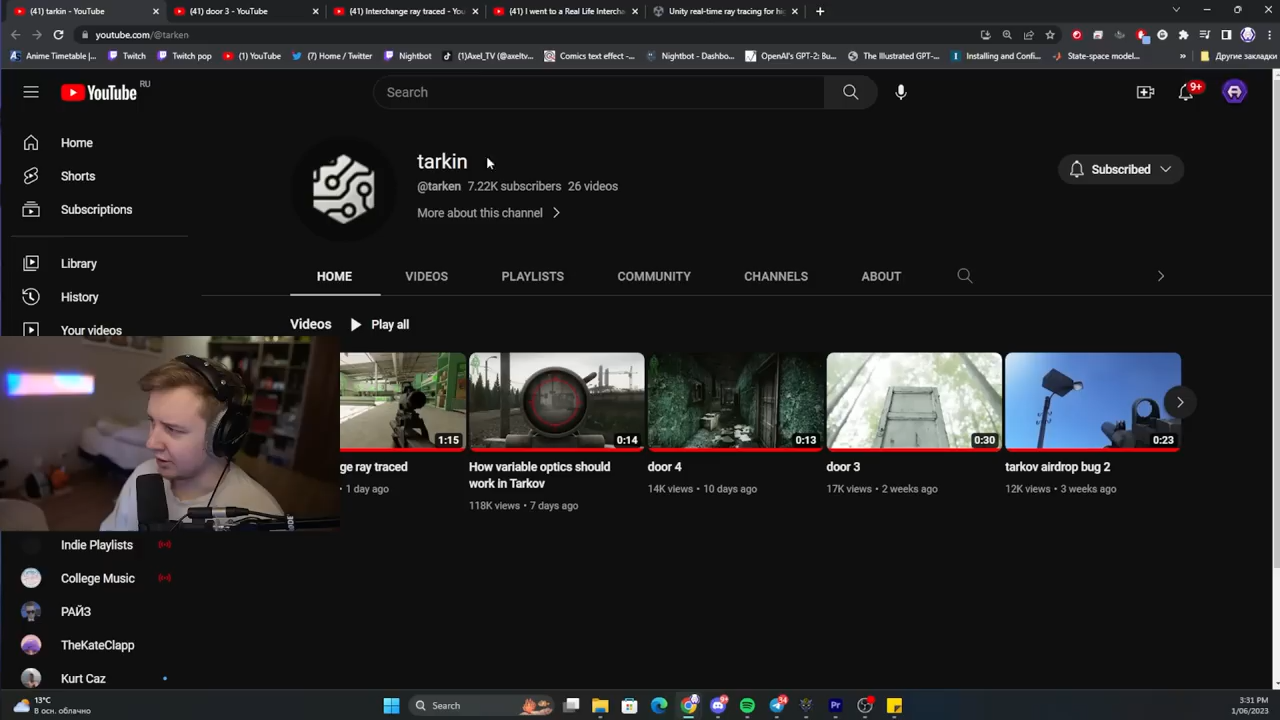 (41) tarkin - YouTube
(41) door 3 - YouTube
(41) Interchange ray traced - You
(41) I went to a Real Life Interch
Unity real-time ray tracing for hig
youtube.com/@tarken
Anime Timetable |...
Twitch
Twitch pop
(1) YouTube
(7) Home / Twitter
Nightbot
(1)Axel_TV (@axeltv...
Comics text effect -...
Nightbot - Dashbo...
OpenAI's GPT-2: Bu...
The Illustrated GPT-...
Installing and Confi...
State-space model...
»
Другие закладки
YouTube RU
Search
9+
Home
Shorts
Subscriptions
Library
History
Your videos
Indie Playlists
College Music
РАЙЗ
TheKateClapp
Kurt Caz
tarkin
@tarken 7.22K subscribers 26 videos
More about this channel
Subscribed
HOME
VIDEOS
PLAYLISTS
COMMUNITY
CHANNELS
ABOUT
Videos
Play all
1:15
0:14
0:13
0:30
0:23
ge ray traced
• 1 day ago
How variable optics should
work in Tarkov
118K views • 7 days ago
door 4
14K views • 10 days ago
door 3
17K views • 2 weeks ago
tarkov airdrop bug 2
12K views • 3 weeks ago
13°C
В осн. облачно
Search
3:31 PM
1/06/2023